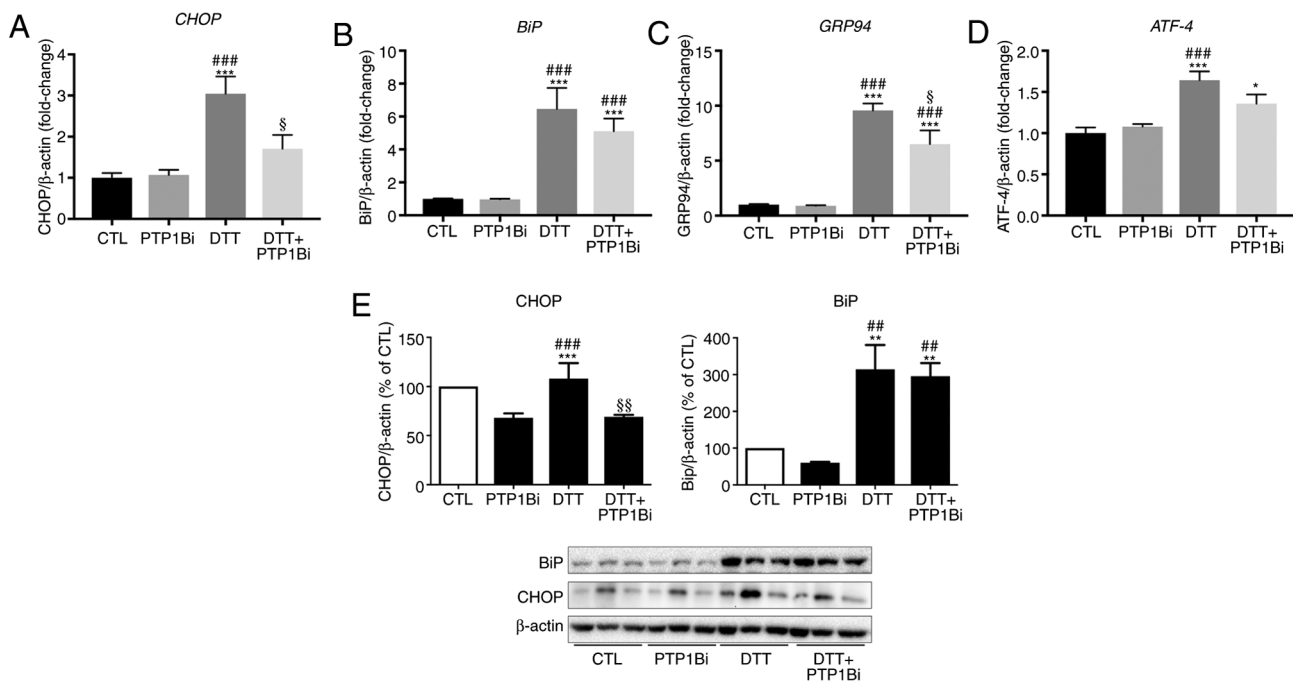 A
CHOP
CHOP/β-actin (fold-change)
4
3
2
1
0
###
***
§
CTL
PTP1Bi
DTT
DTT+
PTP1Bi
B
BiP
BiP/β-actin (fold-change)
10
8
6
4
2
0
###
***
###
***
CTL
PTP1Bi
DTT
DTT+
PTP1Bi
C
GRP94
GRP94/β-actin (fold-change)
15
10
5
0
###
***
§
###
***
CTL
PTP1Bi
DTT
DTT+
PTP1Bi
D
ATF-4
ATF-4/β-actin (fold-change)
2.0
1.5
1.0
0.5
0.0
###
***
*
CTL
PTP1Bi
DTT
DTT+
PTP1Bi
E
CHOP
CHOP/β-actin (% of CTL)
150
100
50
0
###
***
§§
CTL
PTP1Bi
DTT
DTT+
PTP1Bi
BiP
Bip/β-actin (% of CTL)
400
300
200
100
0
##
**
##
**
CTL
PTP1Bi
DTT
DTT+
PTP1Bi
BiP
CHOP
β-actin
CTL
PTP1Bi
DTT
DTT+
PTP1Bi